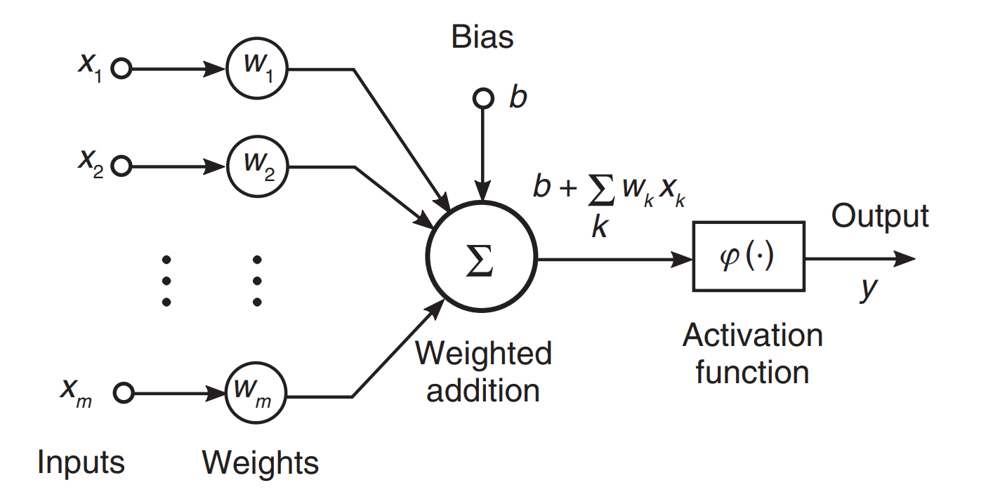 Bias
x₁
w₁
b
x₂
w₂
b + Σ wₖ xₖ
k
Output
Σ
φ(·)
y
Weighted
addition
Activation
function
xₘ
wₘ
Inputs
Weights